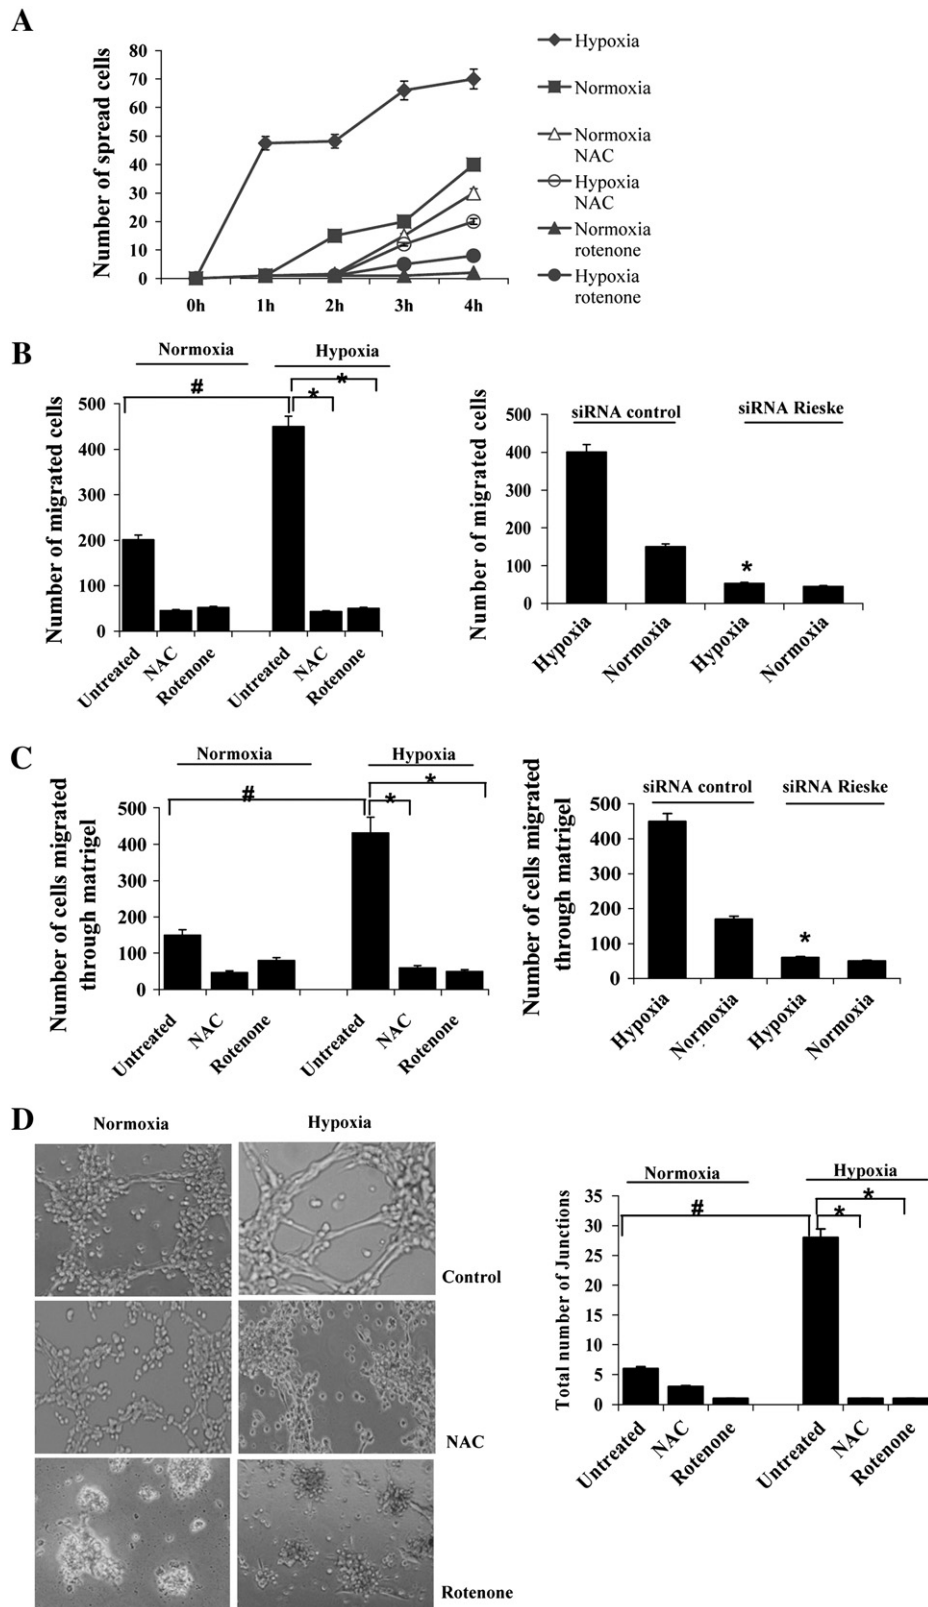 A
Number of spread cells
80
70
60
50
40
30
20
10
0
0h 1h 2h 3h 4h
Hypoxia
Normoxia
Normoxia
NAC
Hypoxia
NAC
Normoxia
rotenone
Hypoxia
rotenone
B
Normoxia Hypoxia
# * *
Number of migrated cells
500
400
300
200
100
0
Untreated NAC Rotenone Untreated NAC Rotenone
siRNA control siRNA Rieske
Number of migrated cells
500
400
300
200
100
0
*
Hypoxia Normoxia Hypoxia Normoxia
C
Normoxia Hypoxia
# * *
Number of cells migrated
through matrigel
500
400
300
200
100
0
Untreated NAC Rotenone Untreated NAC Rotenone
siRNA control siRNA Rieske
Number of cells migrated
through matrigel
500
400
300
200
100
0
*
Hypoxia Normoxia Hypoxia Normoxia
D
Normoxia Hypoxia
Control
NAC
Rotenone
Normoxia Hypoxia
# * *
Total number of Junctions
35
30
25
20
15
10
5
0
Untreated NAC Rotenone Untreated NAC Rotenone